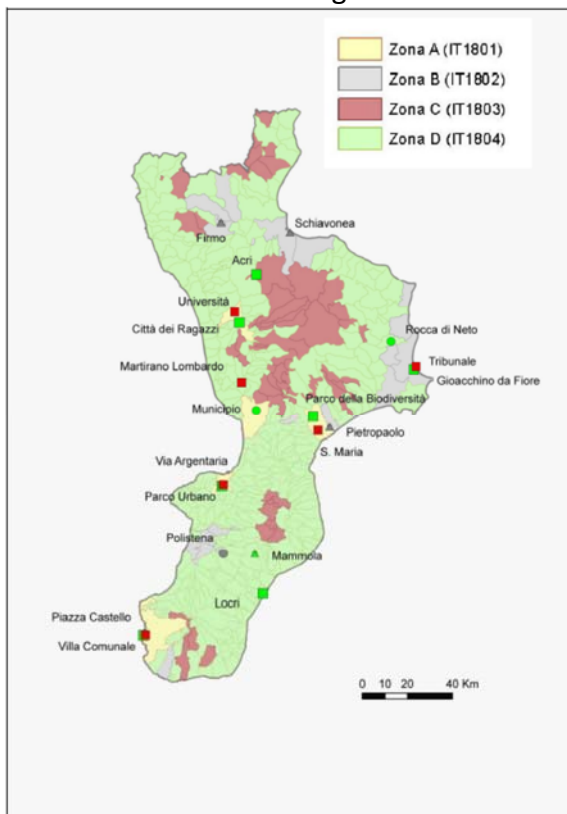 Zona A (IT1801)
Zona B (IT1802)
Zona C (IT1803)
Zona D (IT1804)
Schiavonea
Firmo
Acri
Università
Città dei Ragazzi
Rocca di Neto
Martirano Lombardo
Tribunale
Gioacchino da Fiore
Parco della Biodiversità
Municipio
Pietropaolo
S. Maria
Via Argentaria
Parco Urbano
Polistena
Mammola
Locri
Piazza Castello
Villa Comunale
0 10 20 40 Km